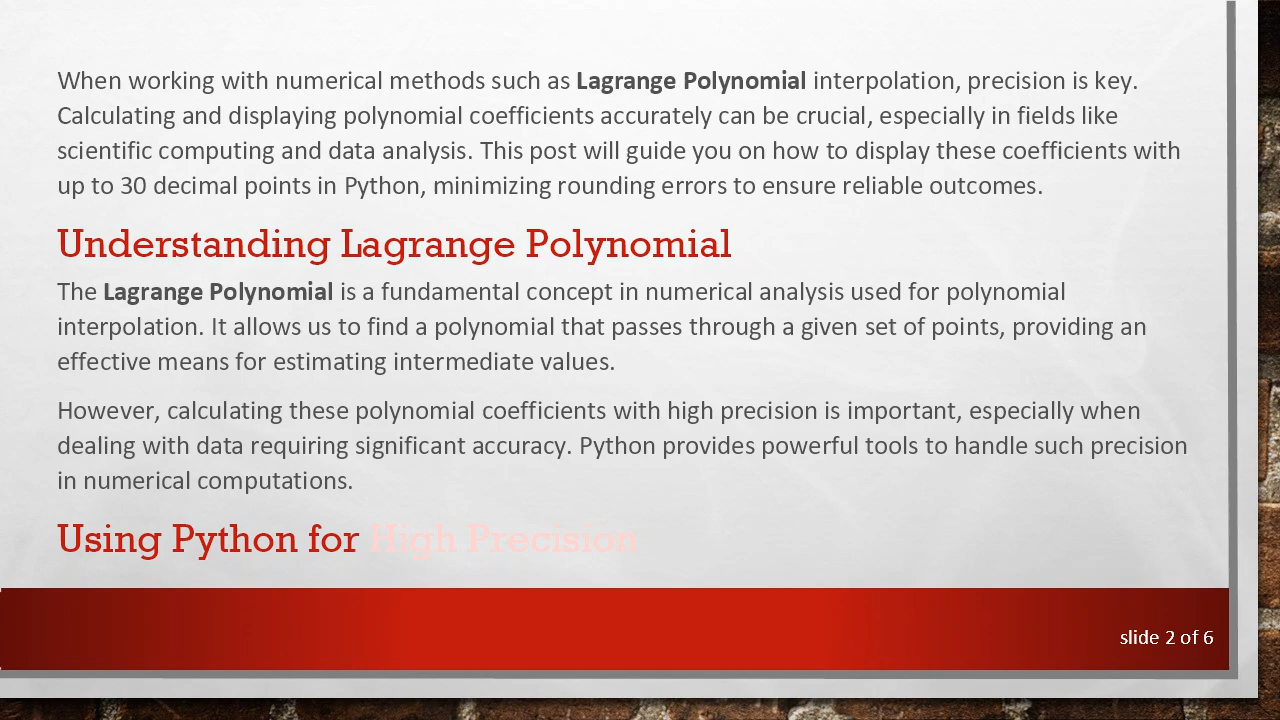 When working with numerical methods such as Lagrange Polynomial interpolation, precision is key.
Calculating and displaying polynomial coefficients accurately can be crucial, especially in fields like
scientific computing and data analysis. This post will guide you on how to display these coefficients with
up to 30 decimal points in Python, minimizing rounding errors to ensure reliable outcomes.
Understanding Lagrange Polynomial
The Lagrange Polynomial is a fundamental concept in numerical analysis used for polynomial
interpolation. It allows us to find a polynomial that passes through a given set of points, providing an
effective means for estimating intermediate values.
However, calculating these polynomial coefficients with high precision is important, especially when
dealing with data requiring significant accuracy. Python provides powerful tools to handle such precision
in numerical computations.
Using Python for High Precision
slide 2 of 6